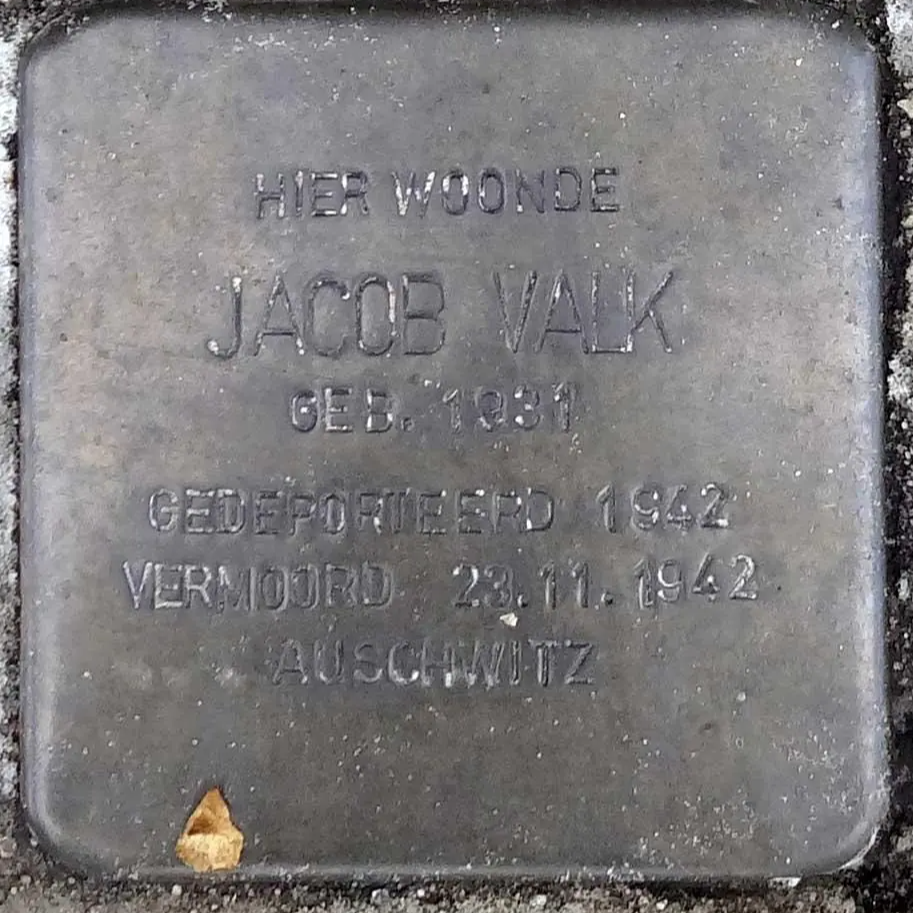 HIER WOONDE
JACOB VALK
GEB. 1931
GEDEPORTEERD 1942
VERMOORD 23.11.1942
AUSCHWITZ